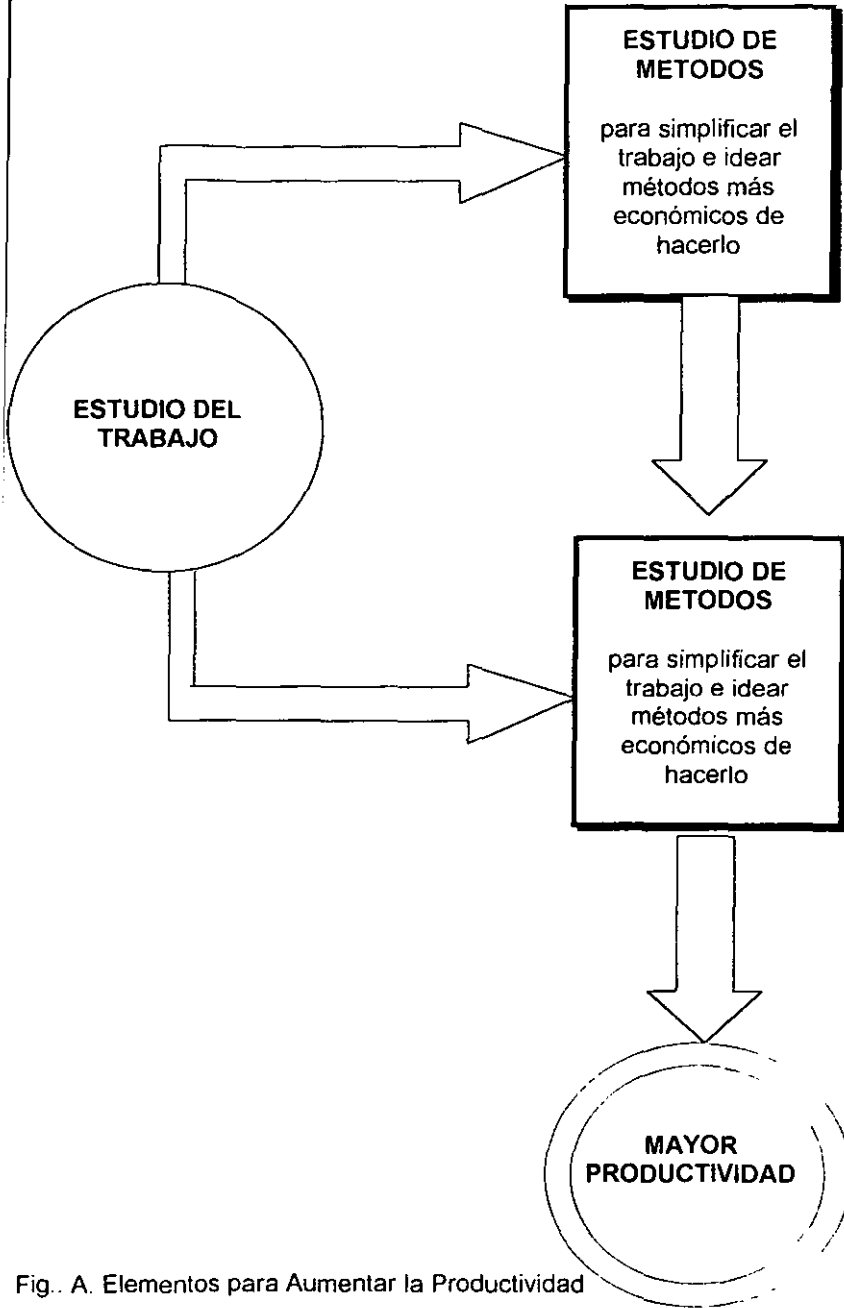 ESTUDIO DE
METODOS
para simplificar el
trabajo e idear
métodos más
económicos de
hacerlo
ESTUDIO DEL
TRABAJO
ESTUDIO DE
METODOS
para simplificar el
trabajo e idear
métodos más
económicos de
hacerlo
MAYOR
PRODUCTIVIDAD
Fig.. A. Elementos para Aumentar la Productividad